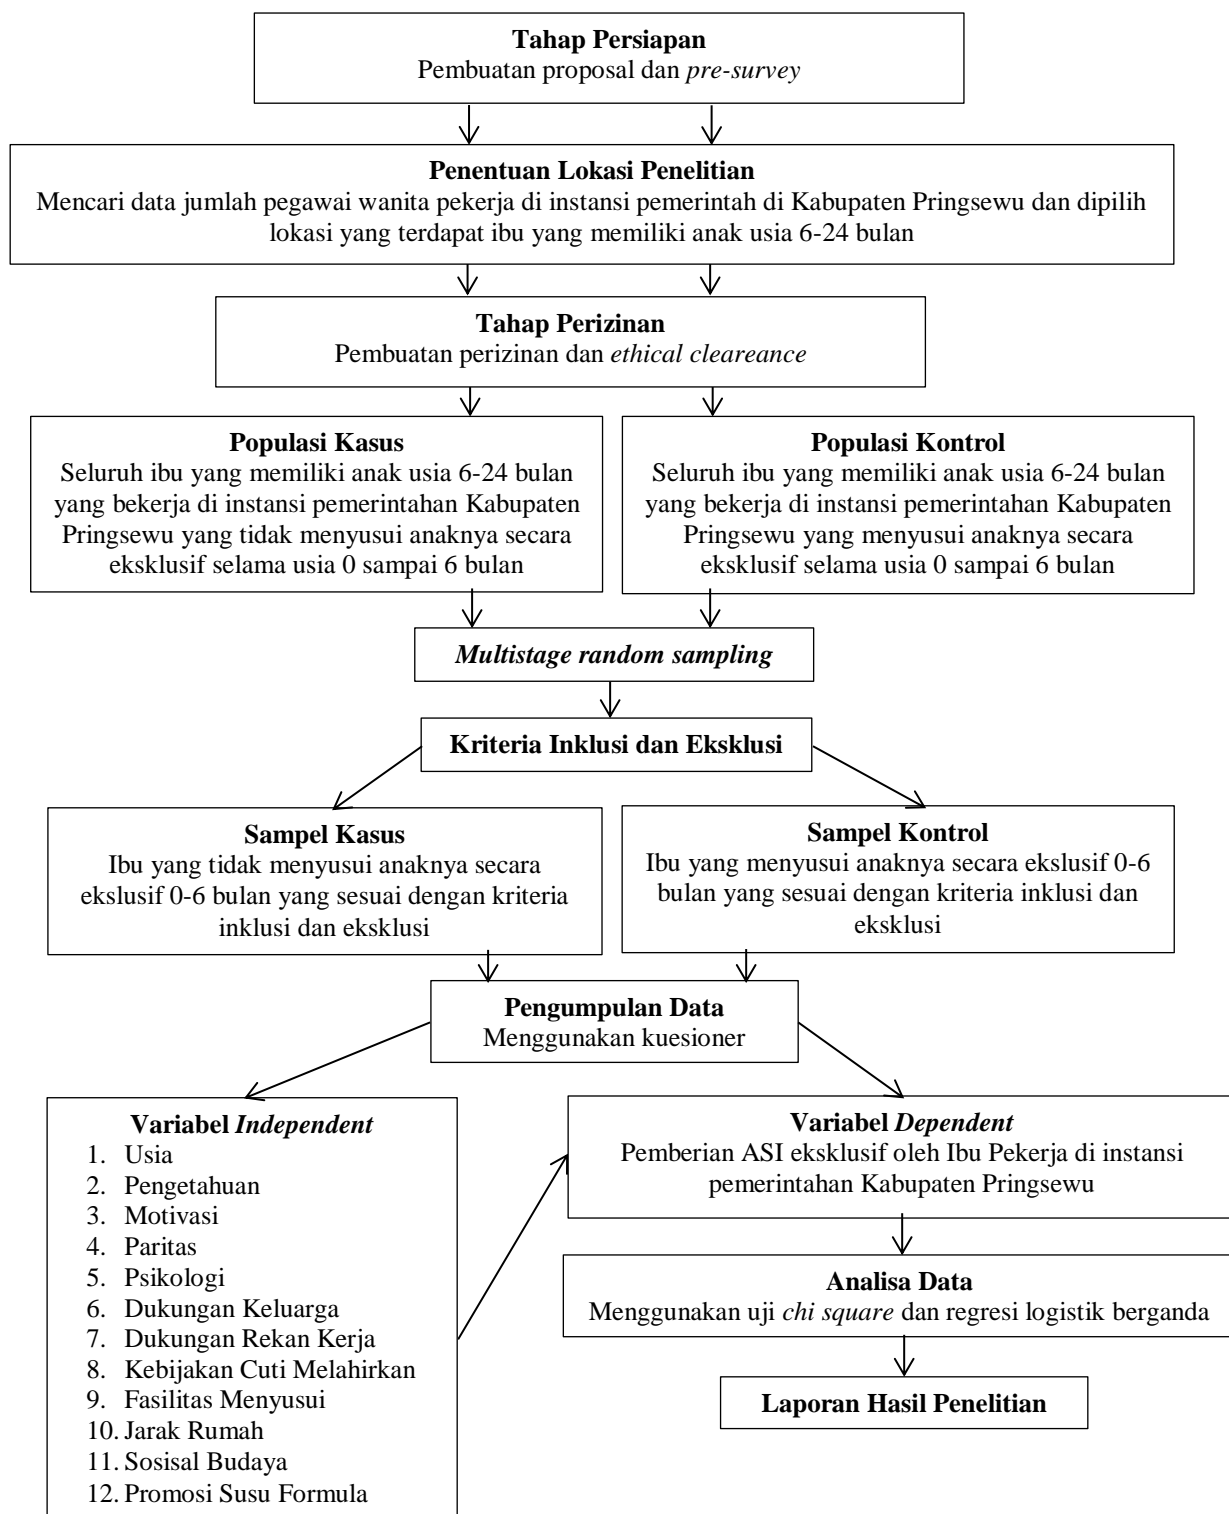 Tahap Persiapan
Pembuatan proposal dan pre-survey
Penentuan Lokasi Penelitian
Mencari data jumlah pegawai wanita pekerja di instansi pemerintah di Kabupaten Pringsewu dan dipilih
lokasi yang terdapat ibu yang memiliki anak usia 6-24 bulan
Tahap Perizinan
Pembuatan perizinan dan ethical cleareance
Populasi Kasus
Seluruh ibu yang memiliki anak usia 6-24 bulan
yang bekerja di instansi pemerintahan Kabupaten
Pringsewu yang tidak menyusui anaknya secara
eksklusif selama usia 0 sampai 6 bulan
Populasi Kontrol
Seluruh ibu yang memiliki anak usia 6-24 bulan
yang bekerja di instansi pemerintahan Kabupaten
Pringsewu yang menyusui anaknya secara
eksklusif selama usia 0 sampai 6 bulan
Multistage random sampling
Kriteria Inklusi dan Eksklusi
Sampel Kasus
Ibu yang tidak menyusui anaknya secara
ekslusif 0-6 bulan yang sesuai dengan kriteria
inklusi dan eksklusi
Sampel Kontrol
Ibu yang menyusui anaknya secara ekslusif 0-6
bulan yang sesuai dengan kriteria inklusi dan
eksklusi
Pengumpulan Data
Menggunakan kuesioner
Variabel Independent
1. Usia
2. Pengetahuan
3. Motivasi
4. Paritas
5. Psikologi
6. Dukungan Keluarga
7. Dukungan Rekan Kerja
8. Kebijakan Cuti Melahirkan
9. Fasilitas Menyusui
10. Jarak Rumah
11. Sosisal Budaya
12. Promosi Susu Formula
Variabel Dependent
Pemberian ASI eksklusif oleh Ibu Pekerja di instansi
pemerintahan Kabupaten Pringsewu
Analisa Data
Menggunakan uji chi square dan regresi logistik berganda
Laporan Hasil Penelitian